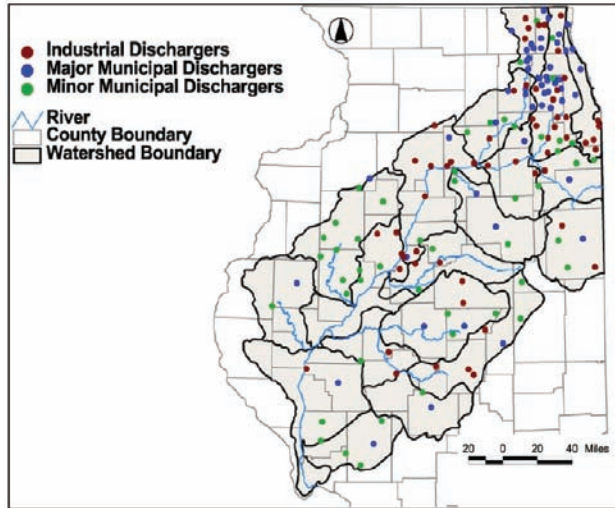 Industrial Dischargers
Major Municipal Dischargers
Minor Municipal Dischargers
River
County Boundary
Watershed Boundary
20 0 20 40 Miles